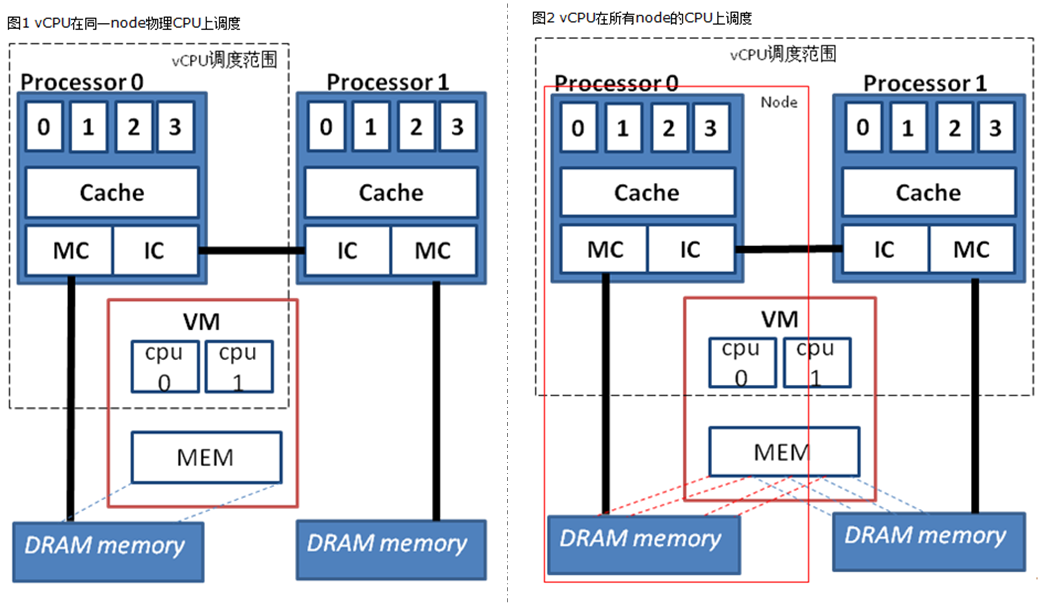 图1 vCPU在同一node物理CPU上调度
vCPU调度范围
Processor 0
Processor 1
0 1 2 3
0 1 2 3
Cache
Cache
MC IC
IC MC
VM
cpu 0
cpu 1
MEM
DRAM memory
DRAM memory
图2 vCPU在所有node的CPU上调度
vCPU调度范围
Processor 0
Processor 1
Node
0 1 2 3
0 1 2 3
Cache
Cache
MC IC
IC MC
VM
cpu 0
cpu 1
MEM
DRAM memory
DRAM memory